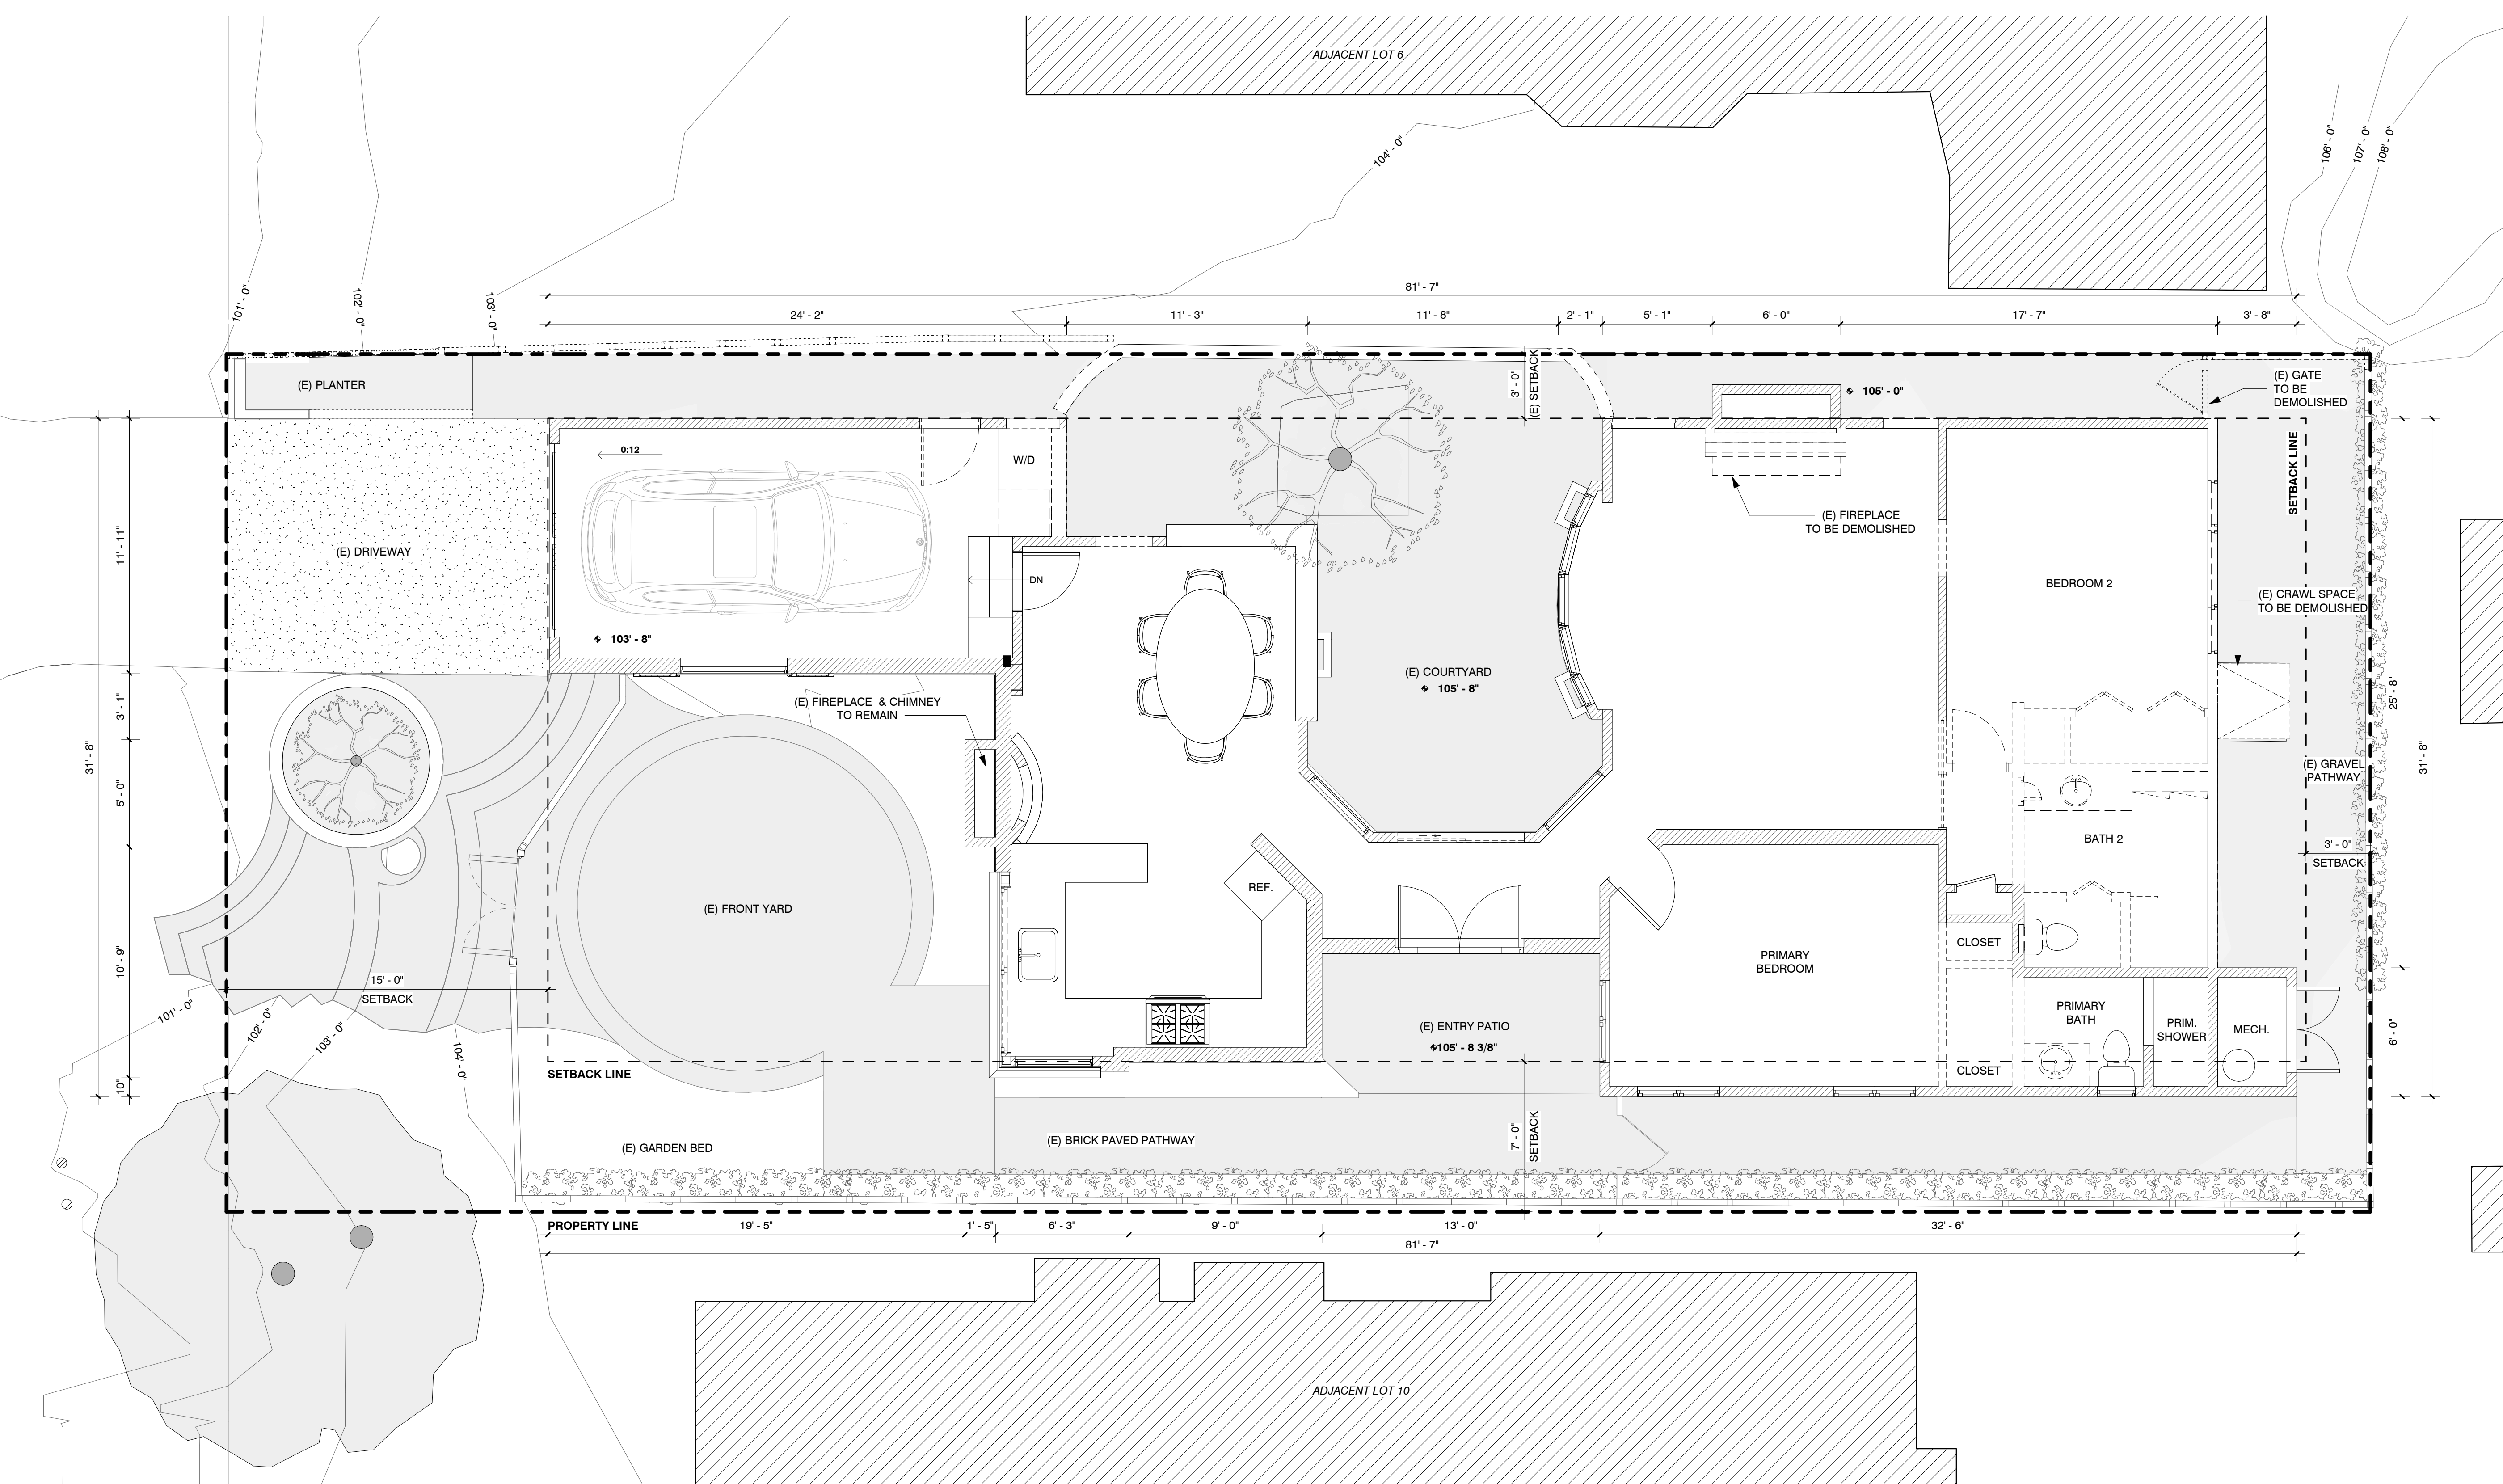 ADJACENT LOT 6
104' - 0"
106' - 0"
107' - 0"
108' - 0"
101' - 0"
102' - 0"
103' - 0"
81' - 7"
24' - 2"
11' - 3"
11' - 8"
2' - 1"
5' - 1"
6' - 0"
17' - 7"
3' - 8"
(E) PLANTER
3' - 0"
(E) SETBACK
105' - 0"
(E) GATE
TO BE
DEMOLISHED
0:12
W/D
SETBACK LINE
(E) FIREPLACE
TO BE DEMOLISHED
11' - 11"
(E) DRIVEWAY
DN
BEDROOM 2
(E) CRAWL SPACE
TO BE DEMOLISHED
103' - 8"
(E) COURTYARD
105' - 8"
25' - 8"
(E) FIREPLACE & CHIMNEY
TO REMAIN
3' - 1"
31' - 8"
5' - 0"
31' - 8"
(E) GRAVEL
PATHWAY
BATH 2
3' - 0"
SETBACK
REF.
(E) FRONT YARD
10' - 9"
CLOSET
PRIMARY
BEDROOM
15' - 0"
SETBACK
101' - 0"
102' - 0"
103' - 0"
104' - 0"
PRIMARY
BATH
PRIM.
SHOWER
MECH.
6' - 0"
(E) ENTRY PATIO
105' - 8 3/8"
CLOSET
SETBACK LINE
10"
(E) GARDEN BED
(E) BRICK PAVED PATHWAY
7' - 0"
SETBACK
PROPERTY LINE
19' - 5"
1' - 5"
6' - 3"
9' - 0"
13' - 0"
32' - 6"
81' - 7"
ADJACENT LOT 10